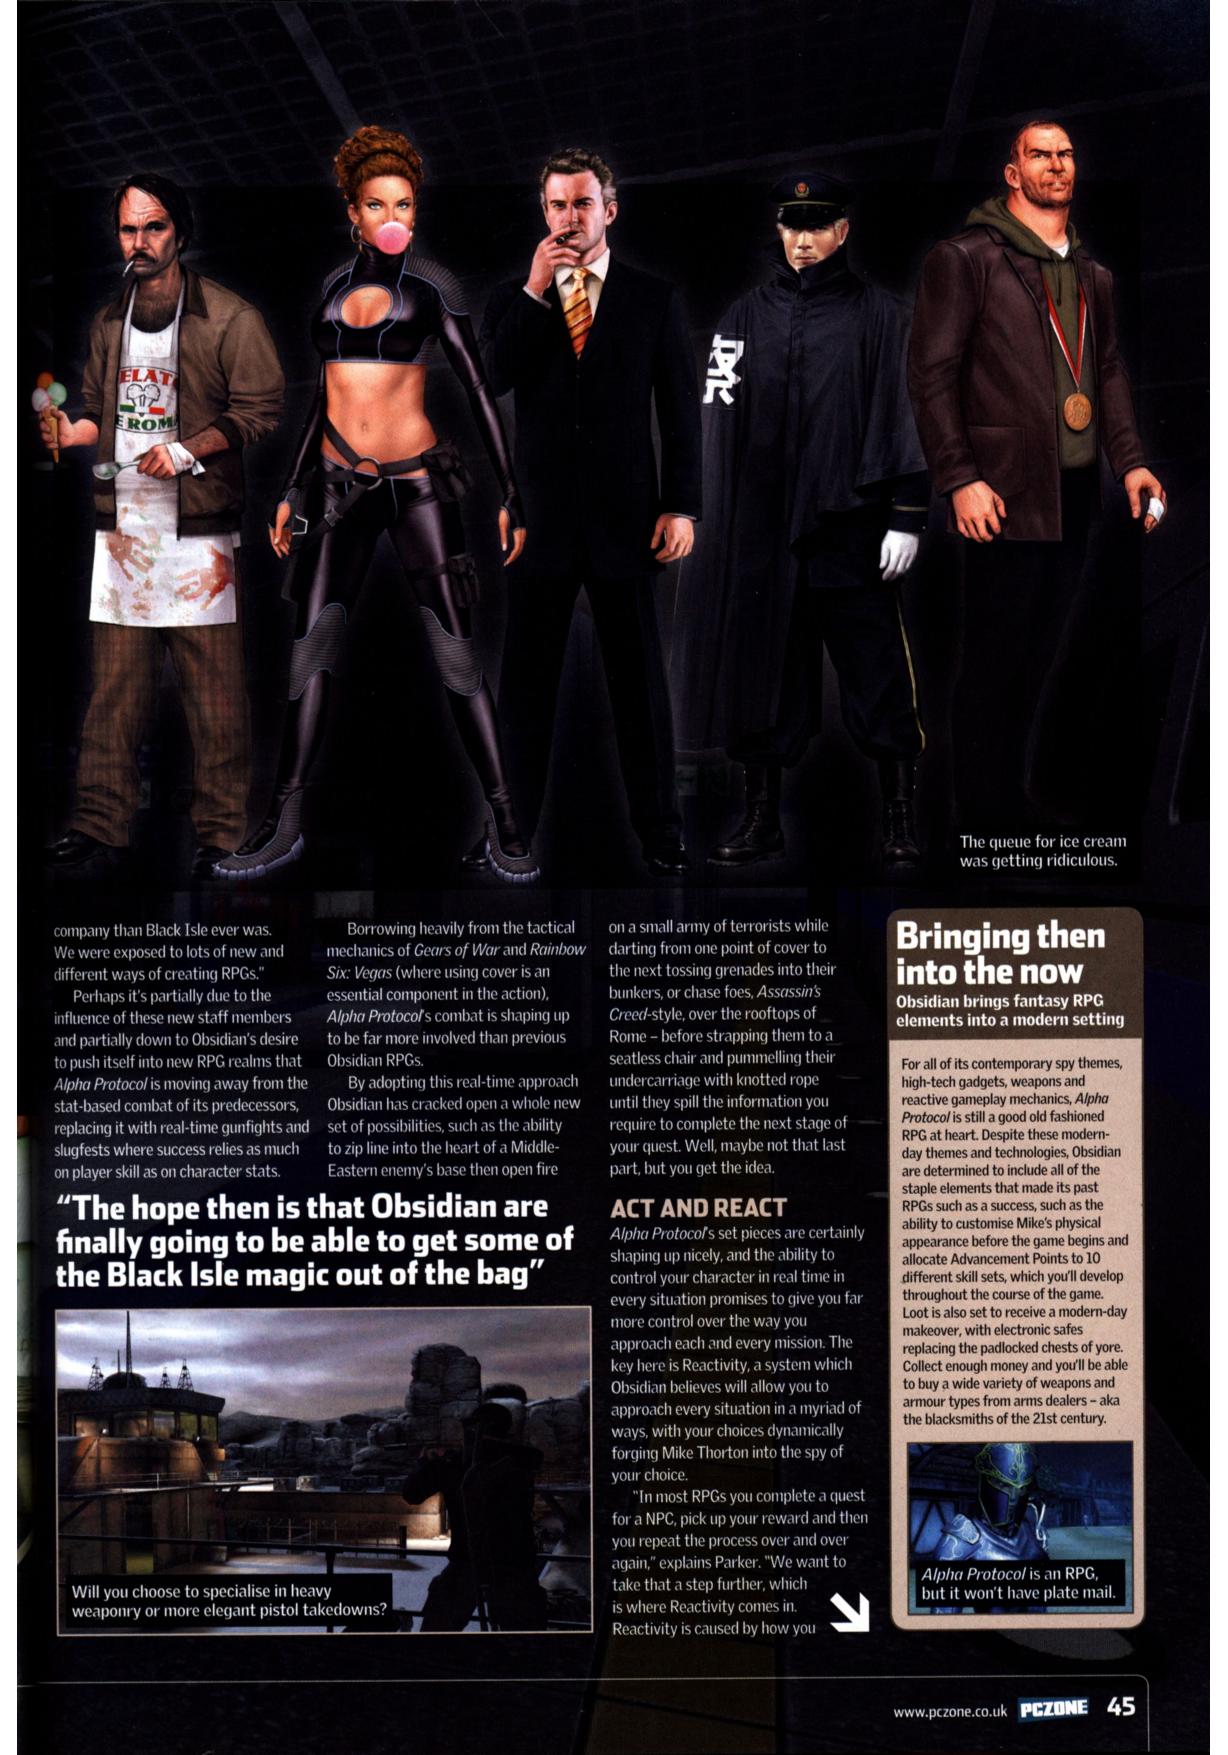 ELAT
E ROM
The queue for ice cream
was getting ridiculous.
company than Black Isle ever was.
We were exposed to lots of new and
different ways of creating RPGs."
Perhaps it's partially due to the
influence of these new staff members
and partially down to Obsidian's desire
to push itself into new RPG realms that
Alpha Protocol is moving away from the
stat-based combat of its predecessors,
replacing it with real-time gunfights and
slugfests where success relies as much
on player skill as on character stats.
Borrowing heavily from the tactical
mechanics of Gears of War and Rainbow
Six: Vegas (where using cover is an
essential component in the action),
Alpha Protocol's combat is shaping up
to be far more involved than previous
Obsidian RPGs.
By adopting this real-time approach
Obsidian has cracked open a whole new
set of possibilities, such as the ability
to zip line into the heart of a Middle-
Eastern enemy's base then open fire
on a small army of terrorists while
darting from one point of cover to
the next tossing grenades into their
bunkers, or chase foes, Assassin's
Creed-style, over the rooftops of
Rome – before strapping them to a
seatless chair and pummelling their
undercarriage with knotted rope
until they spill the information you
require to complete the next stage of
your quest. Well, maybe not that last
part, but you get the idea.
"The hope then is that Obsidian are
finally going to be able to get some of
the Black Isle magic out of the bag"
Will you choose to specialise in heavy
weaponry or more elegant pistol takedowns?
ACT AND REACT
Alpha Protocol's set pieces are certainly
shaping up nicely, and the ability to
control your character in real time in
every situation promises to give you far
more control over the way you
approach each and every mission. The
key here is Reactivity, a system which
Obsidian believes will allow you to
approach every situation in a myriad of
ways, with your choices dynamically
forging Mike Thorton into the spy of
your choice.
"In most RPGs you complete a quest
for a NPC, pick up your reward and then
you repeat the process over and over
again," explains Parker. "We want to
take that a step further, which
is where Reactivity comes in.
Reactivity is caused by how you
Bringing then
into the now
Obsidian brings fantasy RPG
elements into a modern setting
For all of its contemporary spy themes,
high-tech gadgets, weapons and
reactive gameplay mechanics, Alpha
Protocol is still a good old fashioned
RPG at heart. Despite these modern-
day themes and technologies, Obsidian
are determined to include all of the
staple elements that made its past
RPGs such as a success, such as the
ability to customise Mike's physical
appearance before the game begins and
allocate Advancement Points to 10
different skill sets, which you'll develop
throughout the course of the game.
Loot is also set to receive a modern-day
makeover, with electronic safes
replacing the padlocked chests of yore.
Collect enough money and you'll be able
to buy a wide variety of weapons and
armour types from arms dealers – aka
the blacksmiths of the 21st century.
Alpha Protocol is an RPG,
but it won't have plate mail.
www.pczone.co.uk PCZONE 45